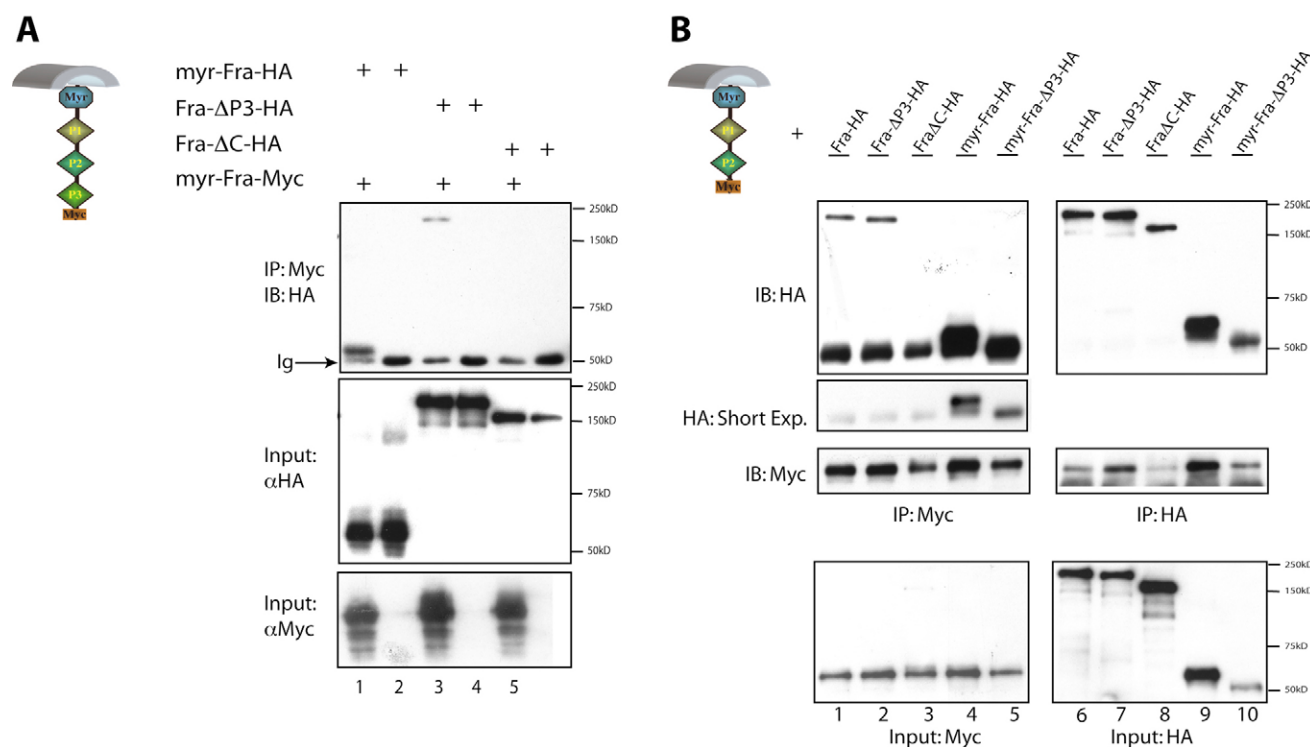 A
B
myr-Fra-HA + +
Fra-ΔP3-HA + +
Fra-ΔC-HA + +
myr-Fra-Myc + + +
Myr
P1
P2
P3
Myc
IP: Myc
IB: HA
Ig
250kD
150kD
75kD
50kD
Input:
αHA
250kD
150kD
75kD
50kD
Input:
αMyc
1 2 3 4 5
Myr
P1
P2
Myc
+
Fra-HA
Fra-ΔP3-HA
FraΔC-HA
myr-Fra-HA
myr-Fra-ΔP3-HA
Fra-HA
Fra-ΔP3-HA
FraΔC-HA
myr-Fra-HA
myr-Fra-ΔP3-HA
IB: HA
250kD
150kD
75kD
50kD
HA: Short Exp.
IB: Myc
IP: Myc
IP: HA
250kD
150kD
75kD
50kD
1 2 3 4 5
6 7 8 9 10
Input: Myc
Input: HA